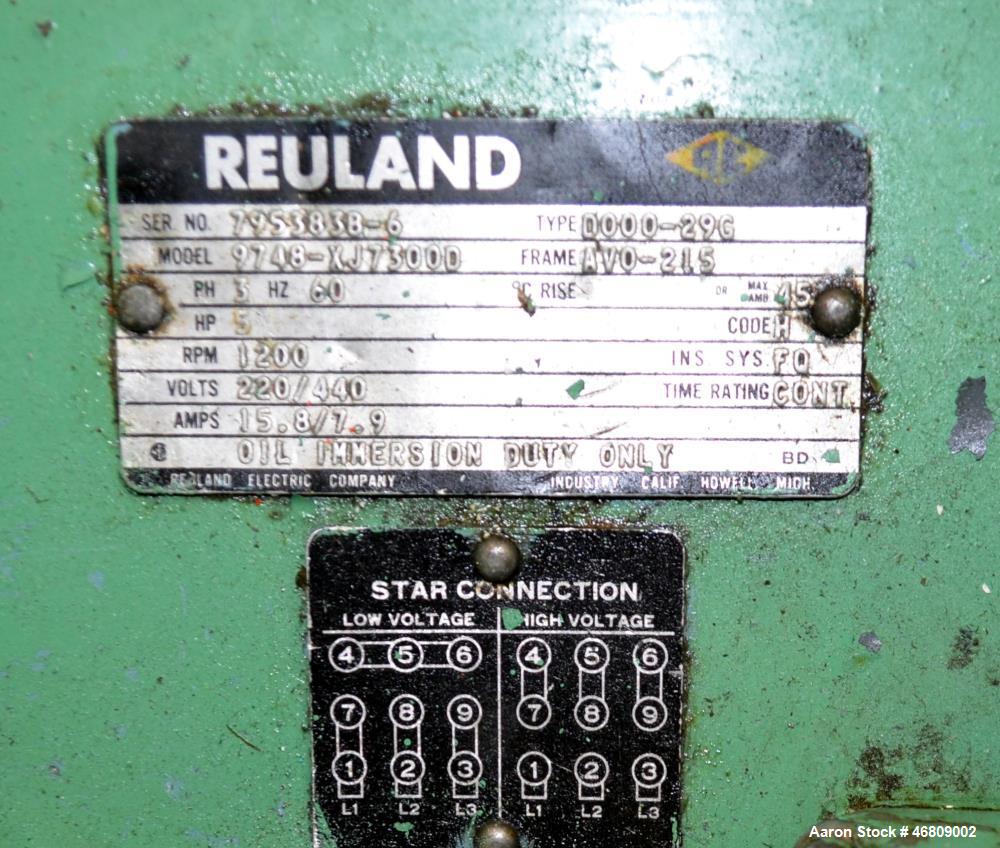 REULAND
SER NO. 7953838-6 TYPE D000-29G
MODEL 9748-XJ7300D FRAME AVO-215
PH 3 HZ 60 °C RISE OR MAX AMB 45
HP 5 CODE H
RPM 1200 INS SYS. FQ
VOLTS 220/440 TIME RATING CONT.
AMPS 15.8/7.9
OIL IMMERSION DUTY ONLY BD
REULAND ELECTRIC COMPANY INDUSTRY CALIF HOWELL MICH
STAR CONNECTION
LOW VOLTAGE HIGH VOLTAGE
4 5 6 4 5 6
7 8 9 7 8 9
1 2 3 1 2 3
L1 L2 L3 L1 L2 L3
Aaron Stock # 46809002